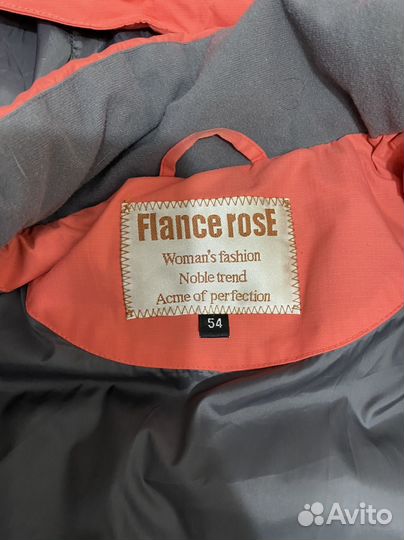 Flance rosE
Woman's fashion
Noble trend
Acme of perfection
54
Avito